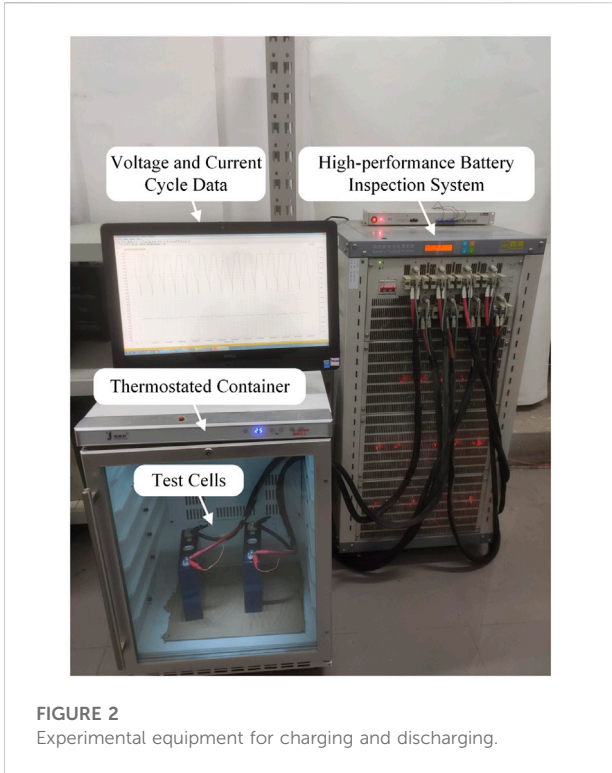 Voltage and Current
Cycle Data
High-performance Battery
Inspection System
Thermostated Container
25
Test Cells
FIGURE 2
Experimental equipment for charging and discharging.